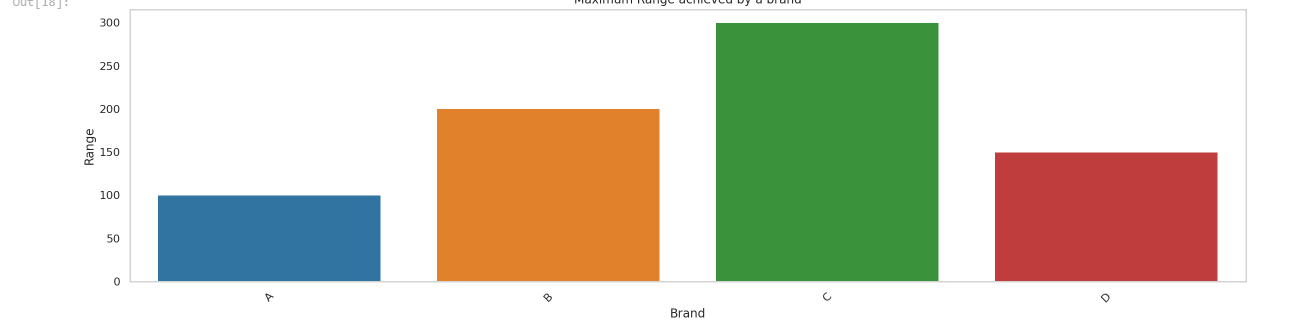 Out[18]:
Maximum Range achieved by a brand
300
250
200
150
100
50
0
Range
A
B
C
D
Brand